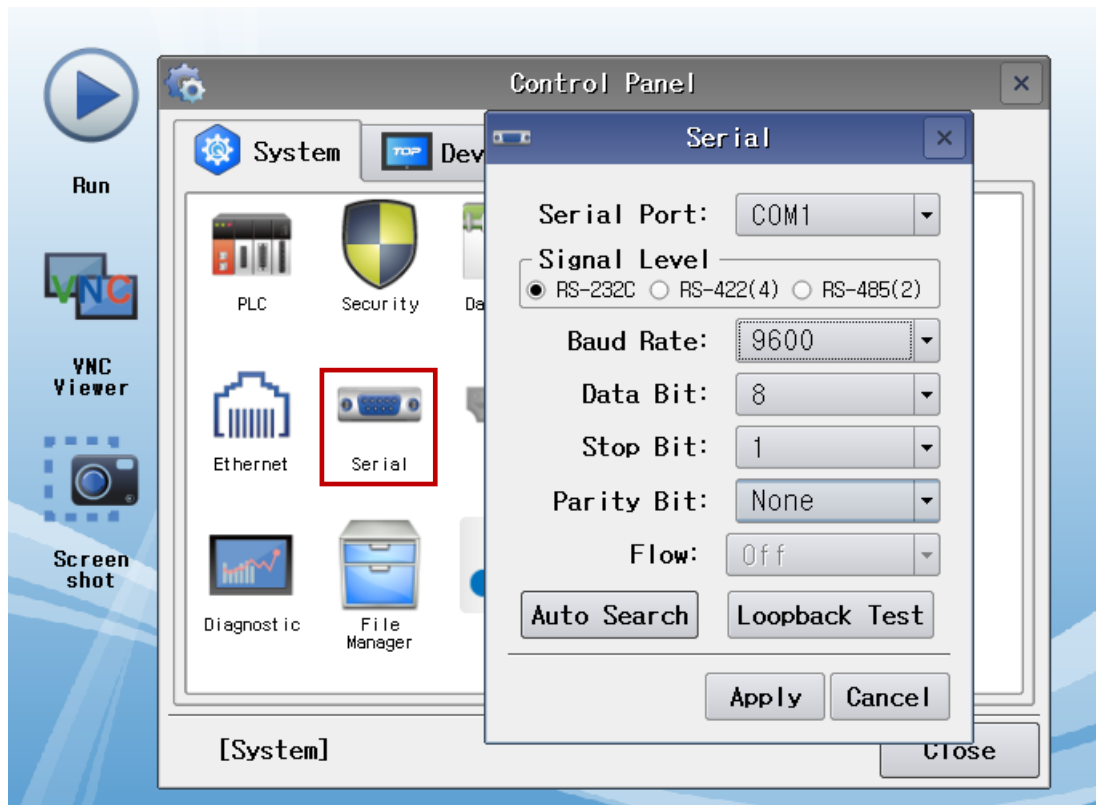 Control Panel
Serial
System
TOP
Dev
Run
Serial Port: COM1
Signal Level
RS-232C RS-422(4) RS-485(2)
PLC
Security
Da
Baud Rate: 9600
VNC
VNC
Viewer
Data Bit: 8
Stop Bit: 1
Ethernet
Serial
Parity Bit: None
Flow: Off
Screen
shot
Auto Search
Loopback Test
Diagnostic
File
Manager
Apply
Cancel
[System]
Close